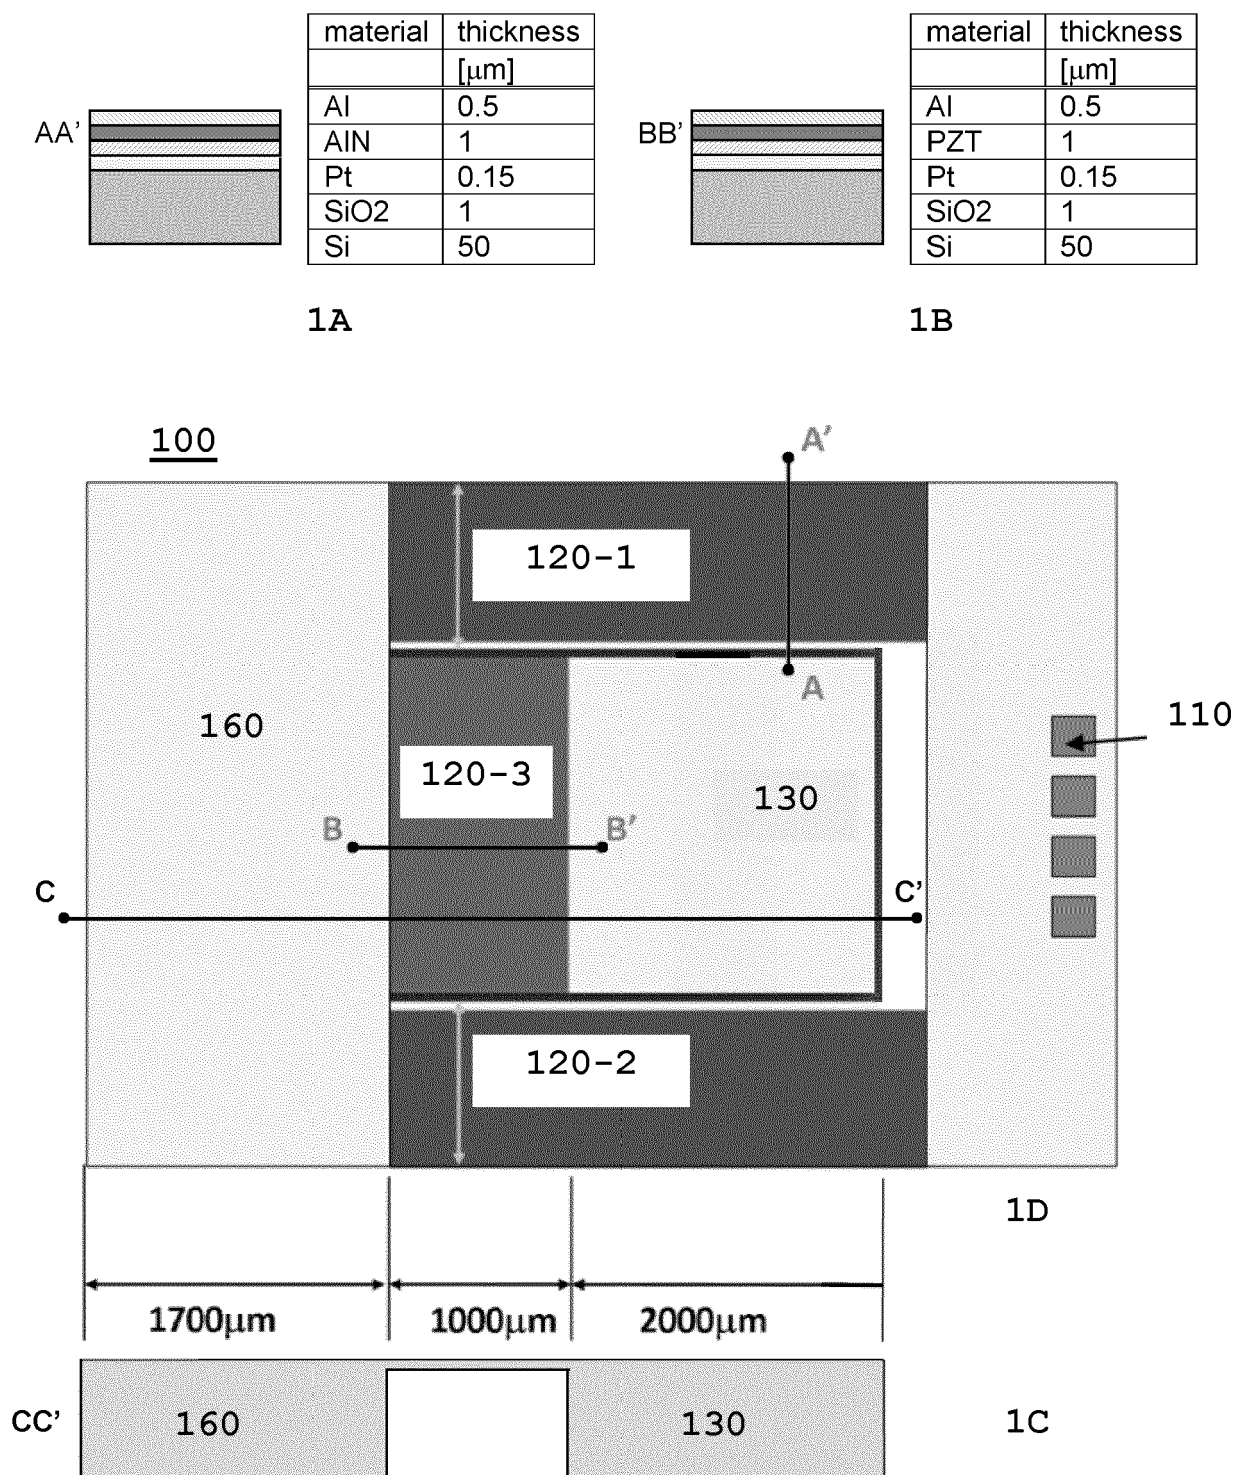 material thickness
[μm]
AA'
Al 0.5
AlN 1
Pt 0.15
SiO2 1
Si 50
1A
material thickness
[μm]
BB'
Al 0.5
PZT 1
Pt 0.15
SiO2 1
Si 50
1B
100
A'
120-1
A
160
110
120-3
130
B
B'
C
C'
120-2
1D
1700μm
1000μm
2000μm
CC'
160
130
1C